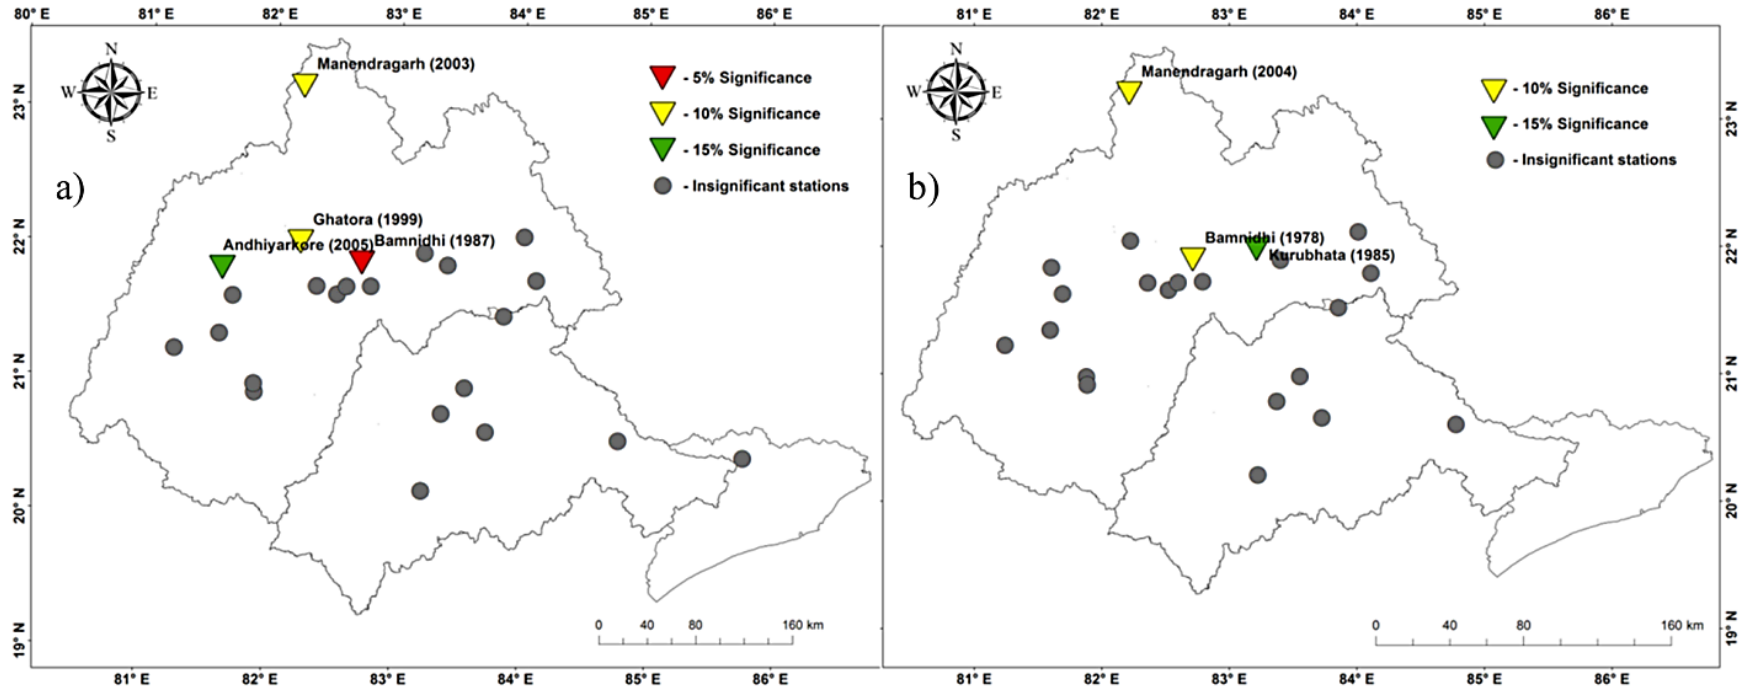 80° E 81° E 82° E 83° E 84° E 85° E 86° E
81° E 82° E 83° E 84° E 85° E 86° E
N
W E
S
Manendragarh (2003)
- 5% Significance
- 10% Significance
- 15% Significance
- Insignificant stations
a)
Ghatora (1999)
Andhiyarkore (2005)
Bamnidhi (1987)
23° N
22° N
21° N
20° N
19° N
0 40 80 160 km
81° E 82° E 83° E 84° E 85° E 86° E
N
W E
S
Manendragarh (2004)
- 10% Significance
- 15% Significance
- Insignificant stations
b)
Bamnidhi (1978)
Kurubhata (1985)
23° N
22° N
21° N
20° N
19° N
0 40 80 160 km
81° E 82° E 83° E 84° E 85° E 86° E